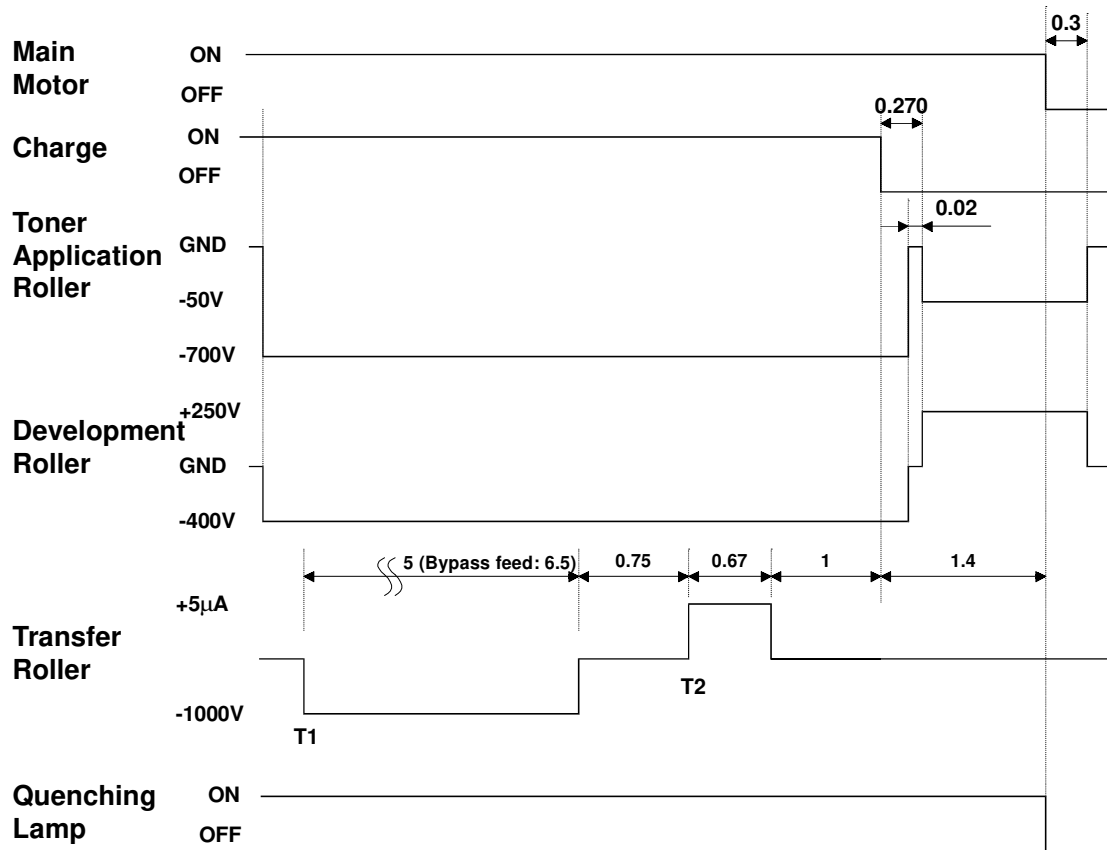 0.3
Main
Motor
ON
OFF
0.270
Charge
ON
OFF
Toner
Application
Roller
GND
-50V
-700V
0.02
Development
Roller
+250V
GND
-400V
5 (Bypass feed: 6.5)
0.75
0.67
1
1.4
Transfer
Roller
+5μA
-1000V
T1
T2
Quenching
Lamp
ON
OFF